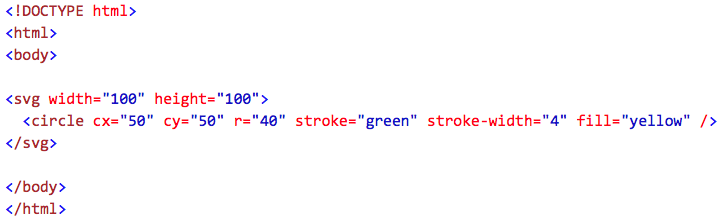 <!DOCTYPE html>
<html>
<body>
<svg width="100" height="100">
<circle cx="50" cy="50" r="40" stroke="green" stroke-width="4" fill="yellow" />
</svg>
</body>
</html>